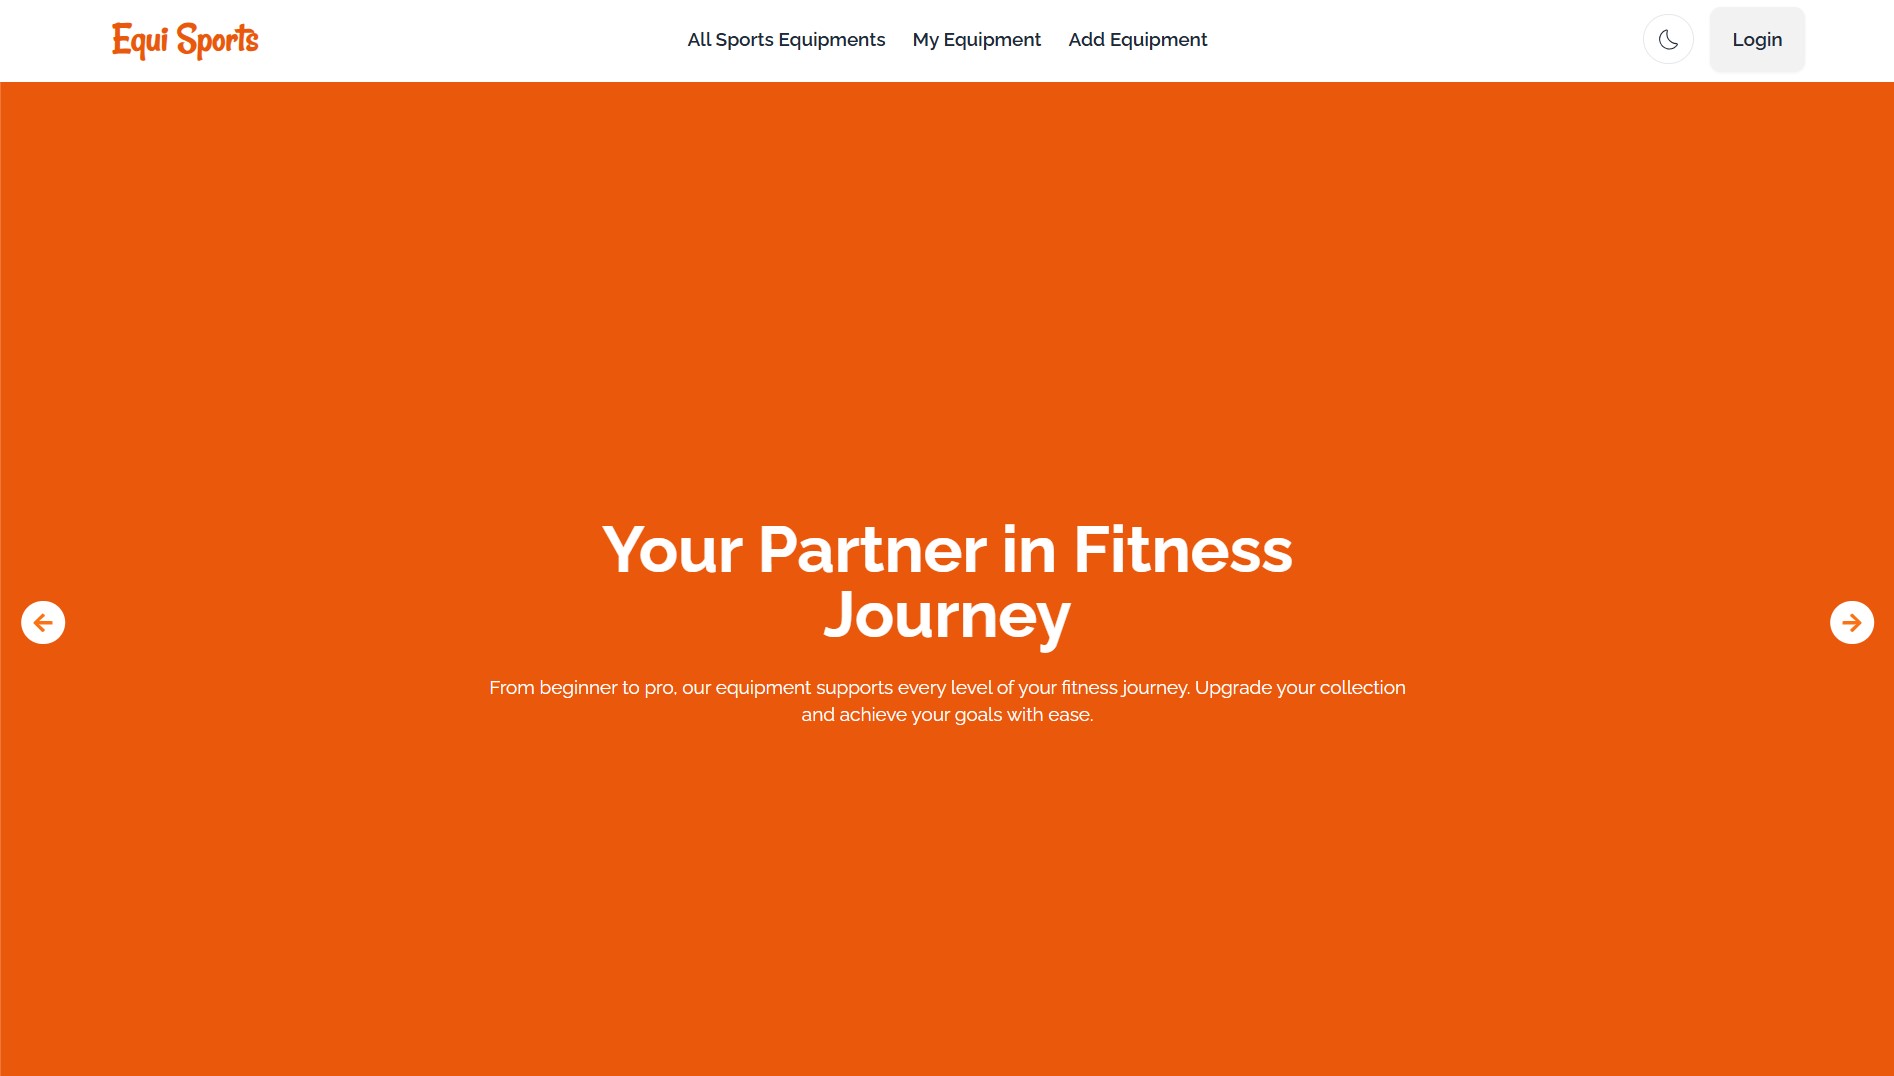 Equi Sports
All Sports Equipments
My Equipment
Add Equipment
Login
Your Partner in Fitness
Journey
From beginner to pro, our equipment supports every level of your fitness journey. Upgrade your collection
and achieve your goals with ease.